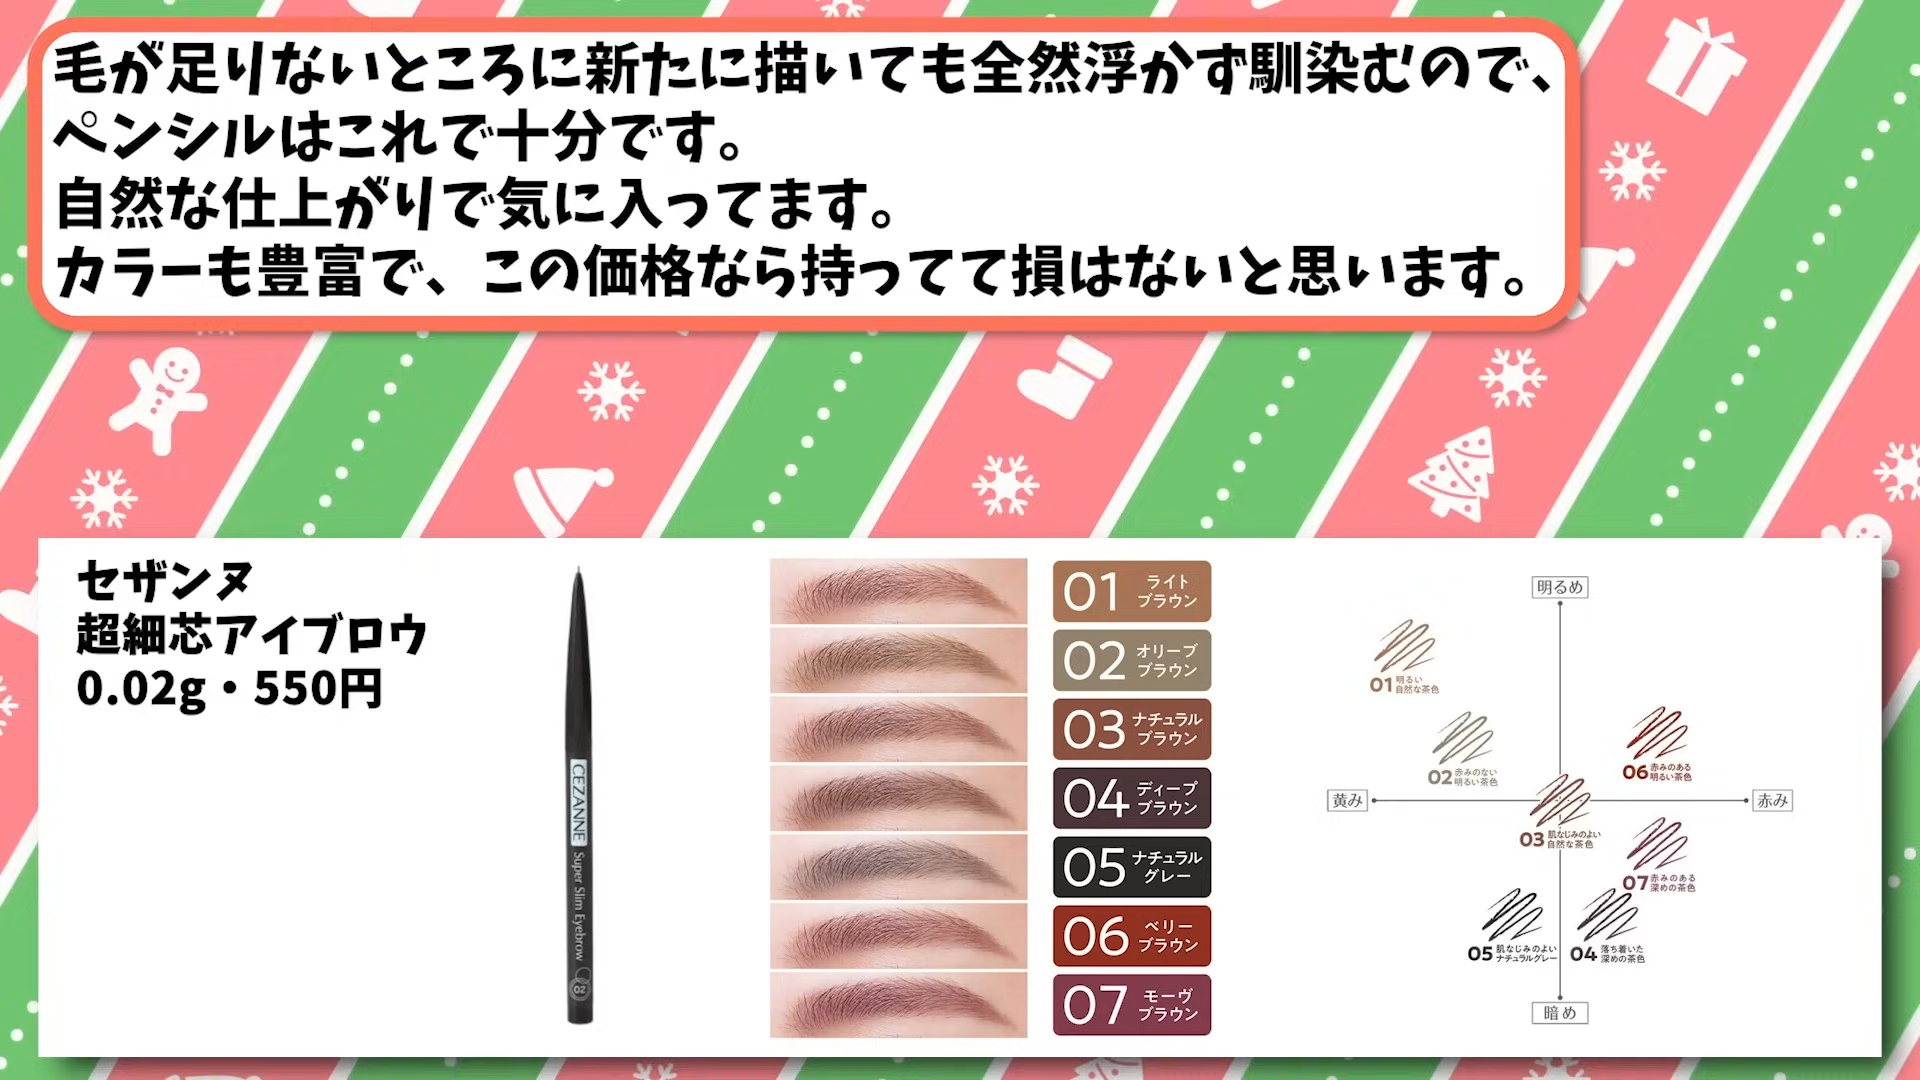 毛が足りないところに新たに描いても全然浮かず馴染むので、
ペンシルはこれで十分です。
自然な仕上がりで気に入ってます。
カラーも豊富で、この価格なら持ってて損はないと思います。
セザンヌ
超細芯アイブロウ
0.02g・550円
CEZANNE Super Slim Eyebrow 02
01 ライト
ブラウン
02 オリーブ
ブラウン
03 ナチュラル
ブラウン
04 ディープ
ブラウン
05 ナチュラル
グレー
06 ベリー
ブラウン
07 モーヴ
ブラウン
明るめ
01 明るい
自然な茶色
02 赤みのない
明るい茶色
06 赤みのある
明るい茶色
黄み
赤み
03 肌なじみのよい
自然な茶色
07 赤みのある
深めの茶色
05 肌なじみのよい
ナチュラルグレー
04 落ち着いた
深めの茶色
暗め